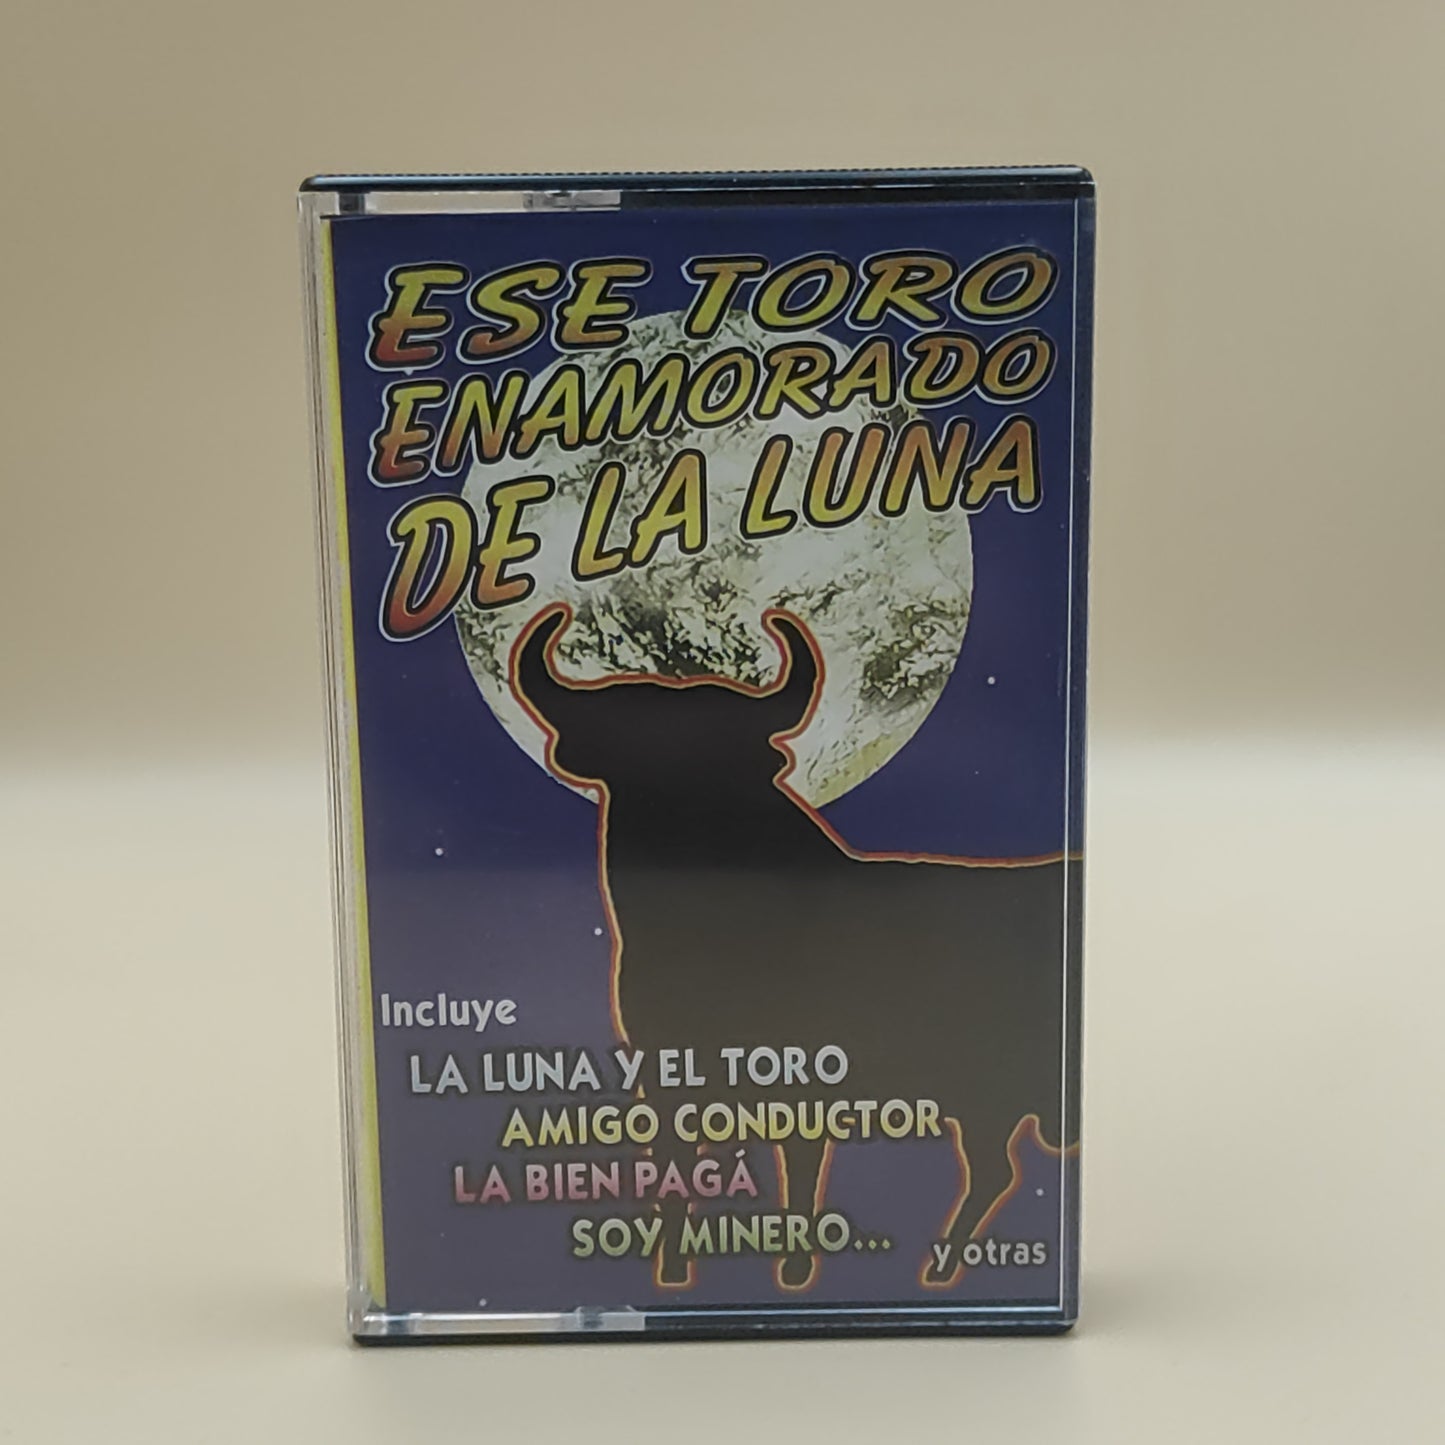 ESE TORO
ENAMORADO
DE LA LUNA
Incluye
LA LUNA Y EL TORO
AMIGO CONDUCTOR
LA BIEN PAGÁ
SOY MINERO...
y otras